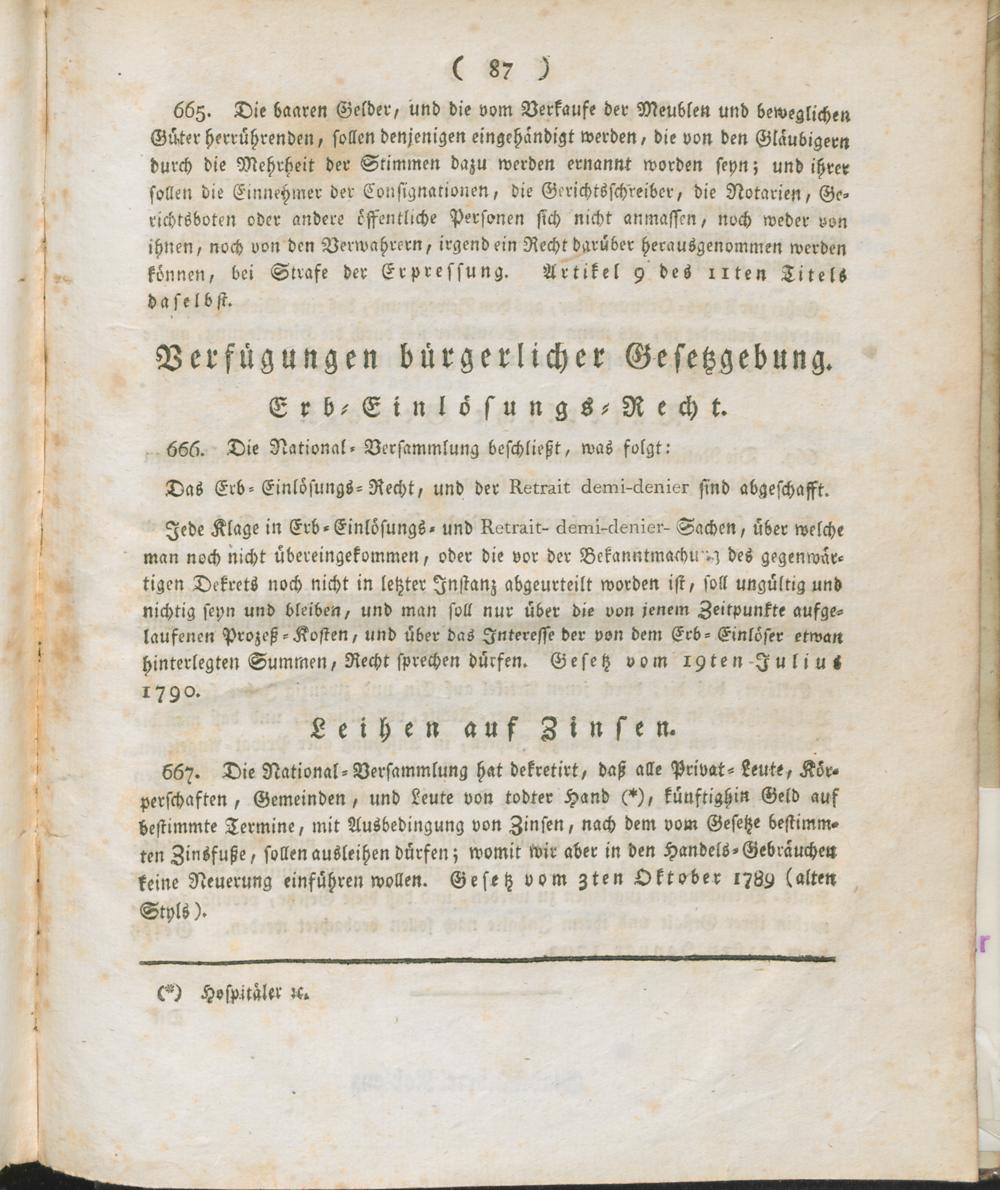 ( 87 )
665. Die baaren Gelder, und die vom Verkaufe der Meublen und beweglichen
Güter herrührenden, sollen denjenigen eingehändigt werden, die von den Gläubigern
durch die Mehrheit der Stimmen dazu werden ernannt worden seyn; und ihrer
sollen die Einnehmer der Consignationen, die Gerichtsschreiber, die Notarien, Ge-
richtsboten oder andere öffentliche Personen sich nicht anmassen, noch weder von
ihnen, noch von den Verwahrern, irgend ein Recht darüber herausgenommen werden
können, bei Strafe der Erpressung. Artikel 9 des 11ten Titels
daselbst.
Verfügungen bürgerlicher Gesetzgebung.
Erb-Einlösungs-Recht.
666. Die National-Versammlung beschließt, was folgt:
Das Erb-Einlösungs-Recht, und der Retrait demi-denier sind abgeschafft.
Jede Klage in Erb-Einlösungs- und Retrait- demi-denier- Sachen, über welche
man noch nicht übereingekommen, oder die vor der Bekanntmachung des gegenwär-
tigen Dekrets noch nicht in letzter Instanz abgeurteilt worden ist, soll ungültig und
nichtig seyn und bleiben, und man soll nur über die von jenem Zeitpunkte aufge-
laufenen Prozeß-Kosten, und über das Interesse der von dem Erb-Einlöser etwan
hinterlegten Summen, Recht sprechen dürfen. Gesetz vom 19ten Julius
1790.
Leihen auf Zinsen.
667. Die National-Versammlung hat dekretirt, daß alle Privat-Leute, Kör-
perschaften, Gemeinden, und Leute von todter Hand (*), künftighin Geld auf
bestimmte Termine, mit Ausbedingung von Zinsen, nach dem vom Gesetze bestimm-
ten Zinsfuße, sollen ausleihen dürfen; womit wir aber in den Handels-Gebräuchen
keine Neuerung einführen wollen. Gesetz vom 3ten Oktober 1789 (alten
Styls).
(*) Hospitäler ꝛc.